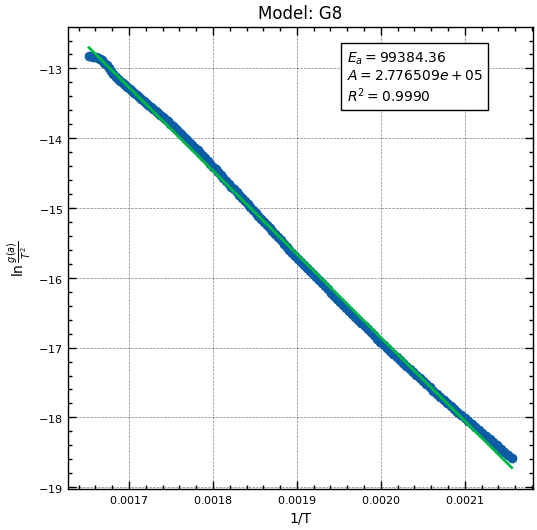 Model: G8
E_a = 99384.36
A = 2.776509e + 05
R² = 0.9990
ln g(a)/T²
−13
−14
−15
−16
−17
−18
−19
0.0017 0.0018 0.0019 0.0020 0.0021
1/T